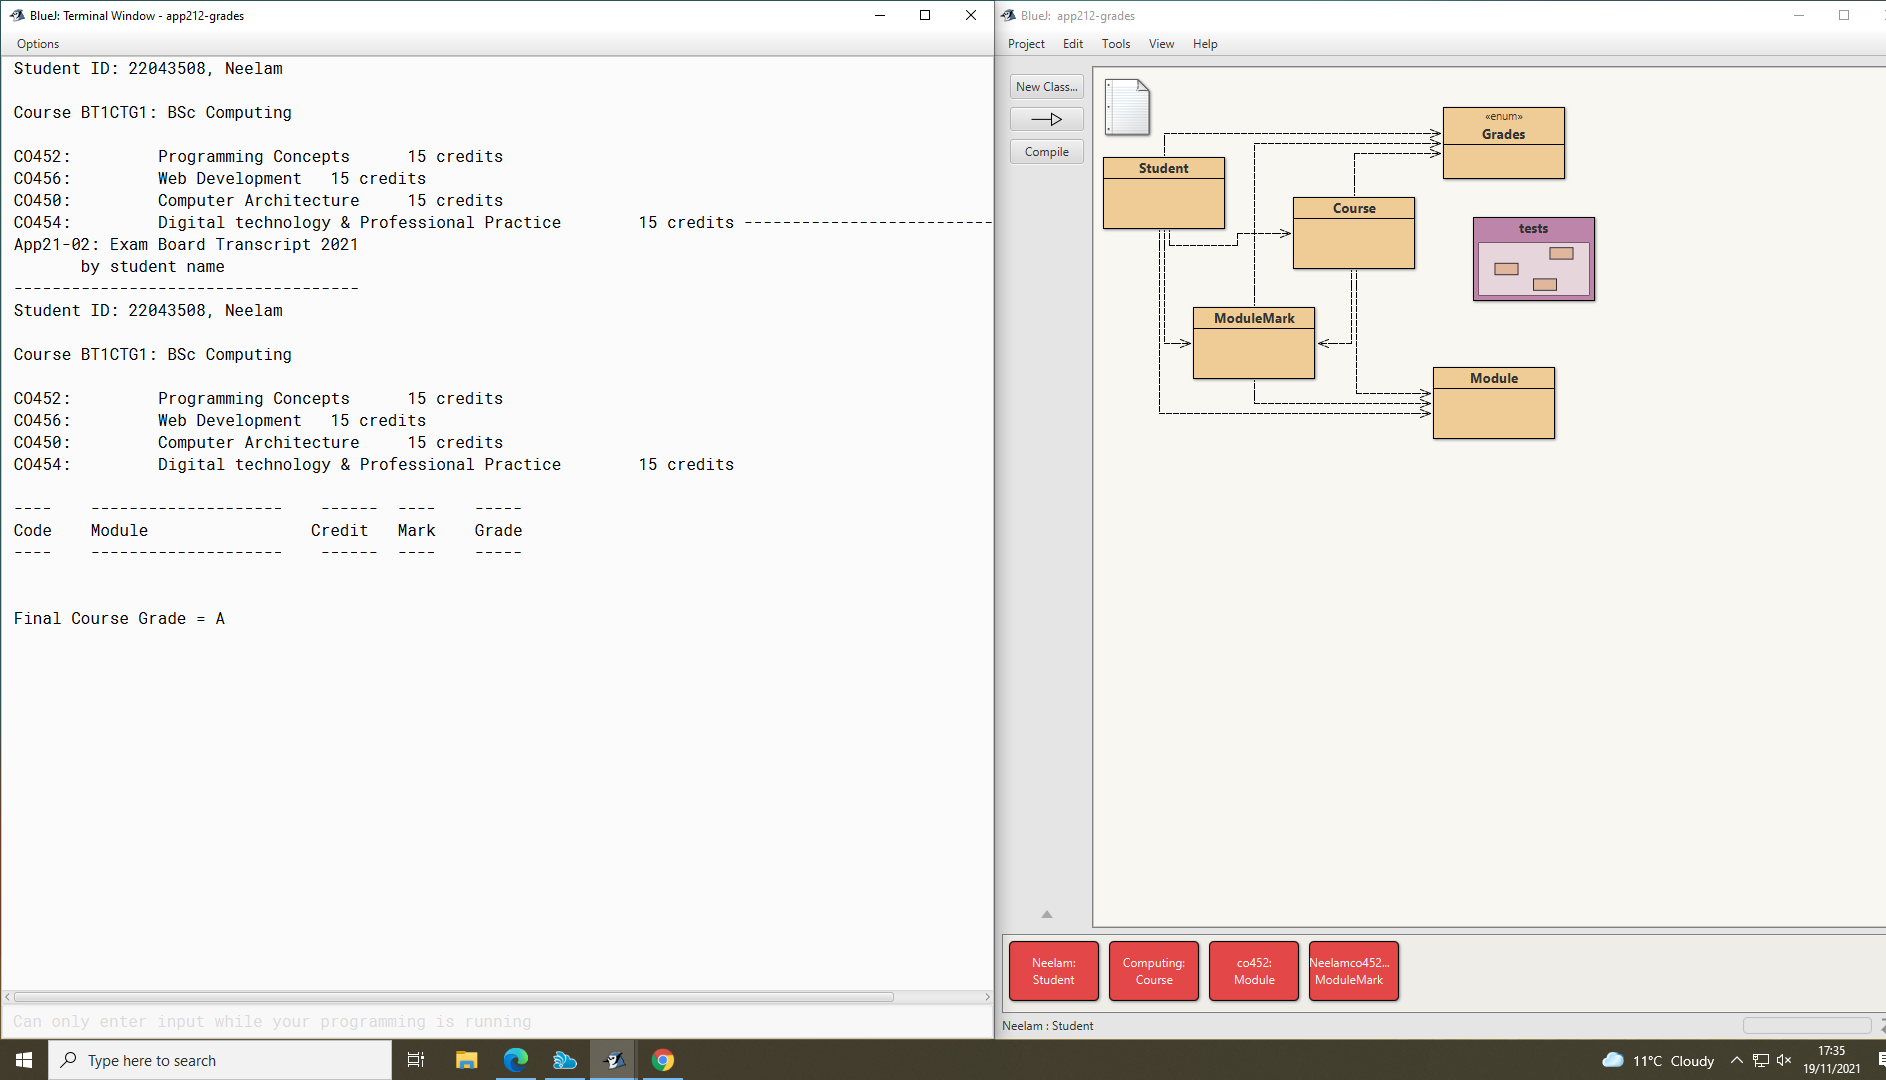 BlueJ: Terminal Window - app212-grades
Options
Student ID: 22043508, Neelam
Course BT1CTG1: BSc Computing
CO452: Programming Concepts 15 credits
CO456: Web Development 15 credits
CO450: Computer Architecture 15 credits
CO454: Digital technology & Professional Practice 15 credits --------------------------
App21-02: Exam Board Transcript 2021
by student name
------------------------------------
Student ID: 22043508, Neelam
Course BT1CTG1: BSc Computing
CO452: Programming Concepts 15 credits
CO456: Web Development 15 credits
CO450: Computer Architecture 15 credits
CO454: Digital technology & Professional Practice 15 credits
---- -------------------- ------ ---- -----
Code Module Credit Mark Grade
---- -------------------- ------ ---- -----
Final Course Grade = A
Can only enter input while your programming is running
BlueJ: app212-grades
Project Edit Tools View Help
New Class...
Compile
«enum»
Grades
Student
Course
tests
ModuleMark
Module
Neelam:
Student
Computing:
Course
co452:
Module
Neelamco452...
ModuleMark
Neelam : Student
Type here to search
11°C Cloudy
17:35
19/11/2021